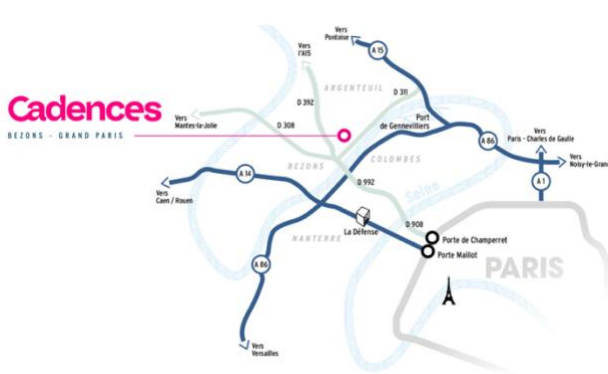 Vers
Pontoise
A 15
Vers
l'A15
ARGENTEUIL
D 311
D 392
Cadences
BEZONS - GRAND PARIS
Vers
Mantes-la-Jolie
D 308
Port
de Gennevilliers
A 86
Vers
Paris - Charles de Gaulle
Vers
Noisy-le-Grand
A 1
BEZONS
COLOMBES
A 14
Vers
Caen / Rouen
D 992
Seine
La Défense
D 908
NANTERRE
Porte de Champerret
Porte Maillot
PARIS
A 86
Vers
Versailles